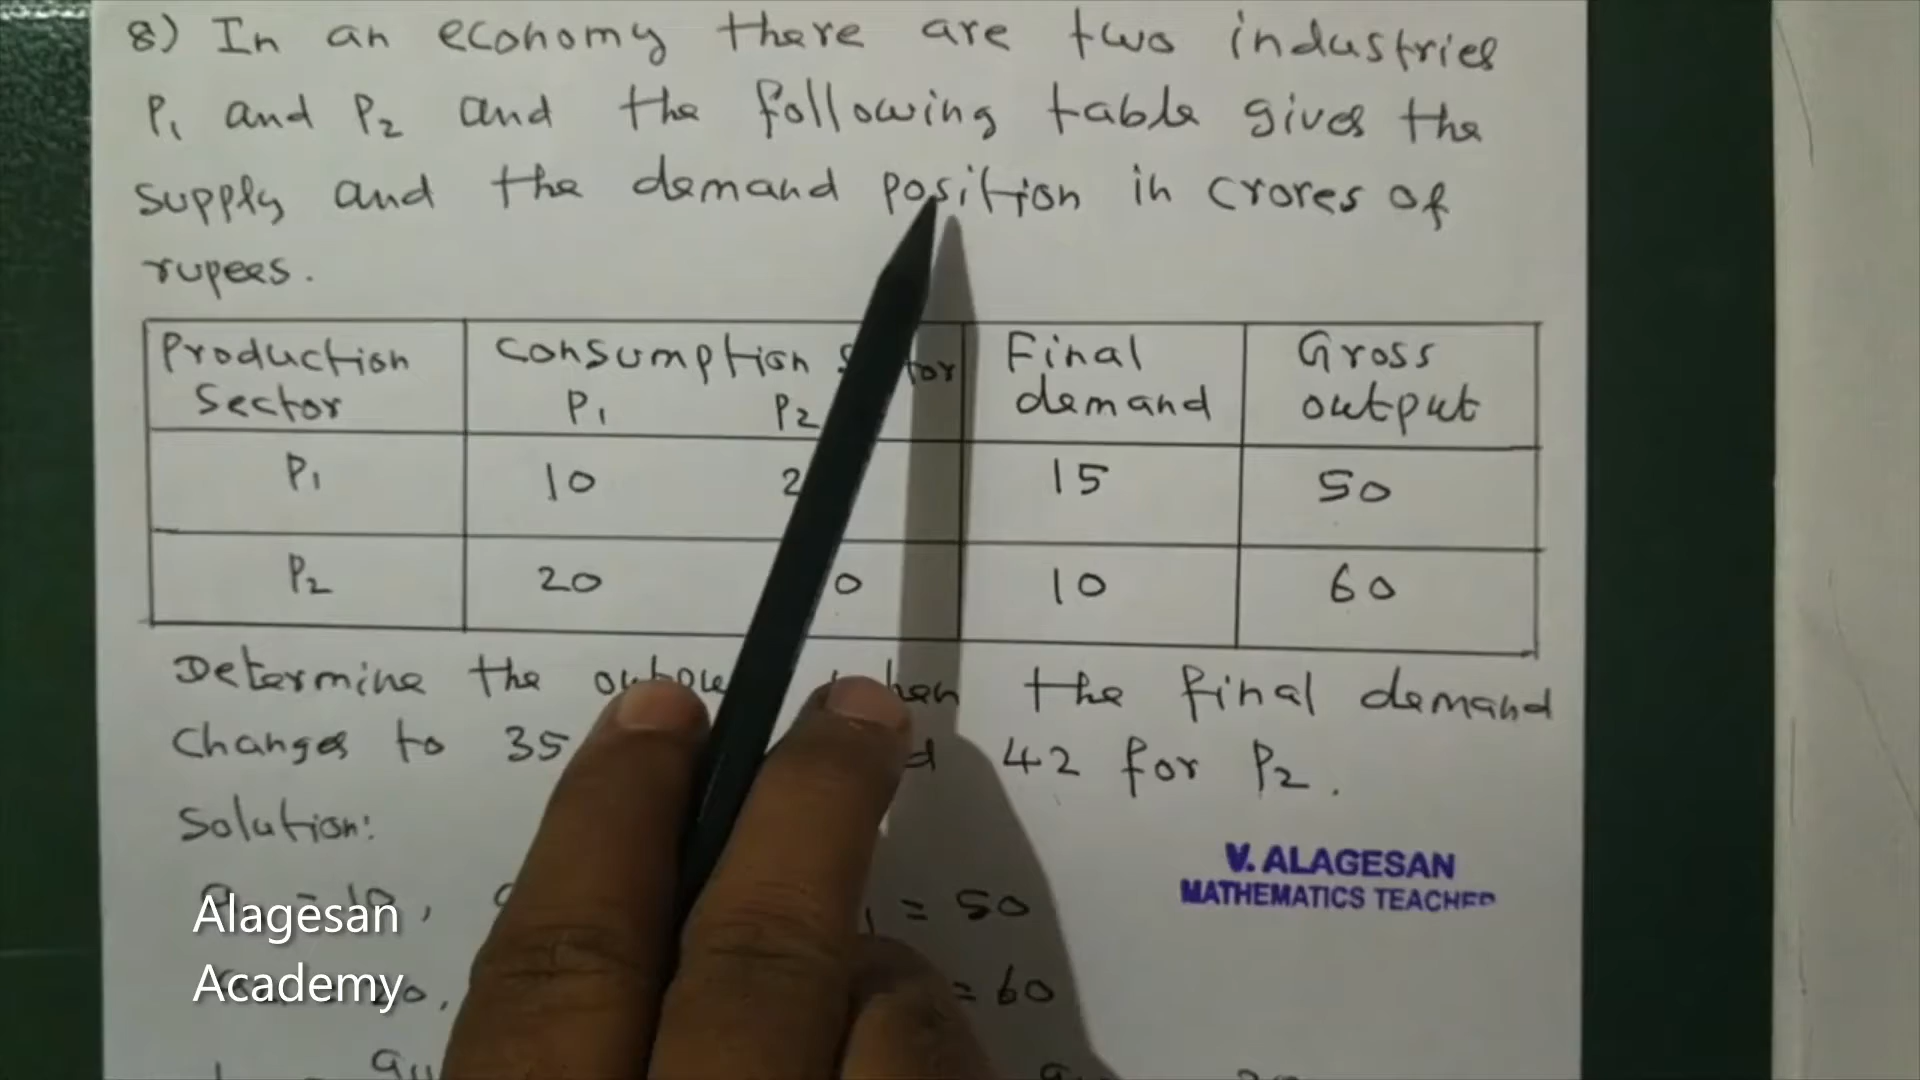 8) In an economy there are two industries
P₁ and P₂ and the following table gives the
supply and the demand position in crores of
rupees.
Production Sector Consumption Final demand Gross output
P₁ P₂
P₁ 10 15 50
P₂ 20 10 60
Determine the the final demand
changes to 35 42 for P₂.
Solution:
V. ALAGESAN
MATHEMATICS TEACHER
= 50
= 60
Alagesan
Academy